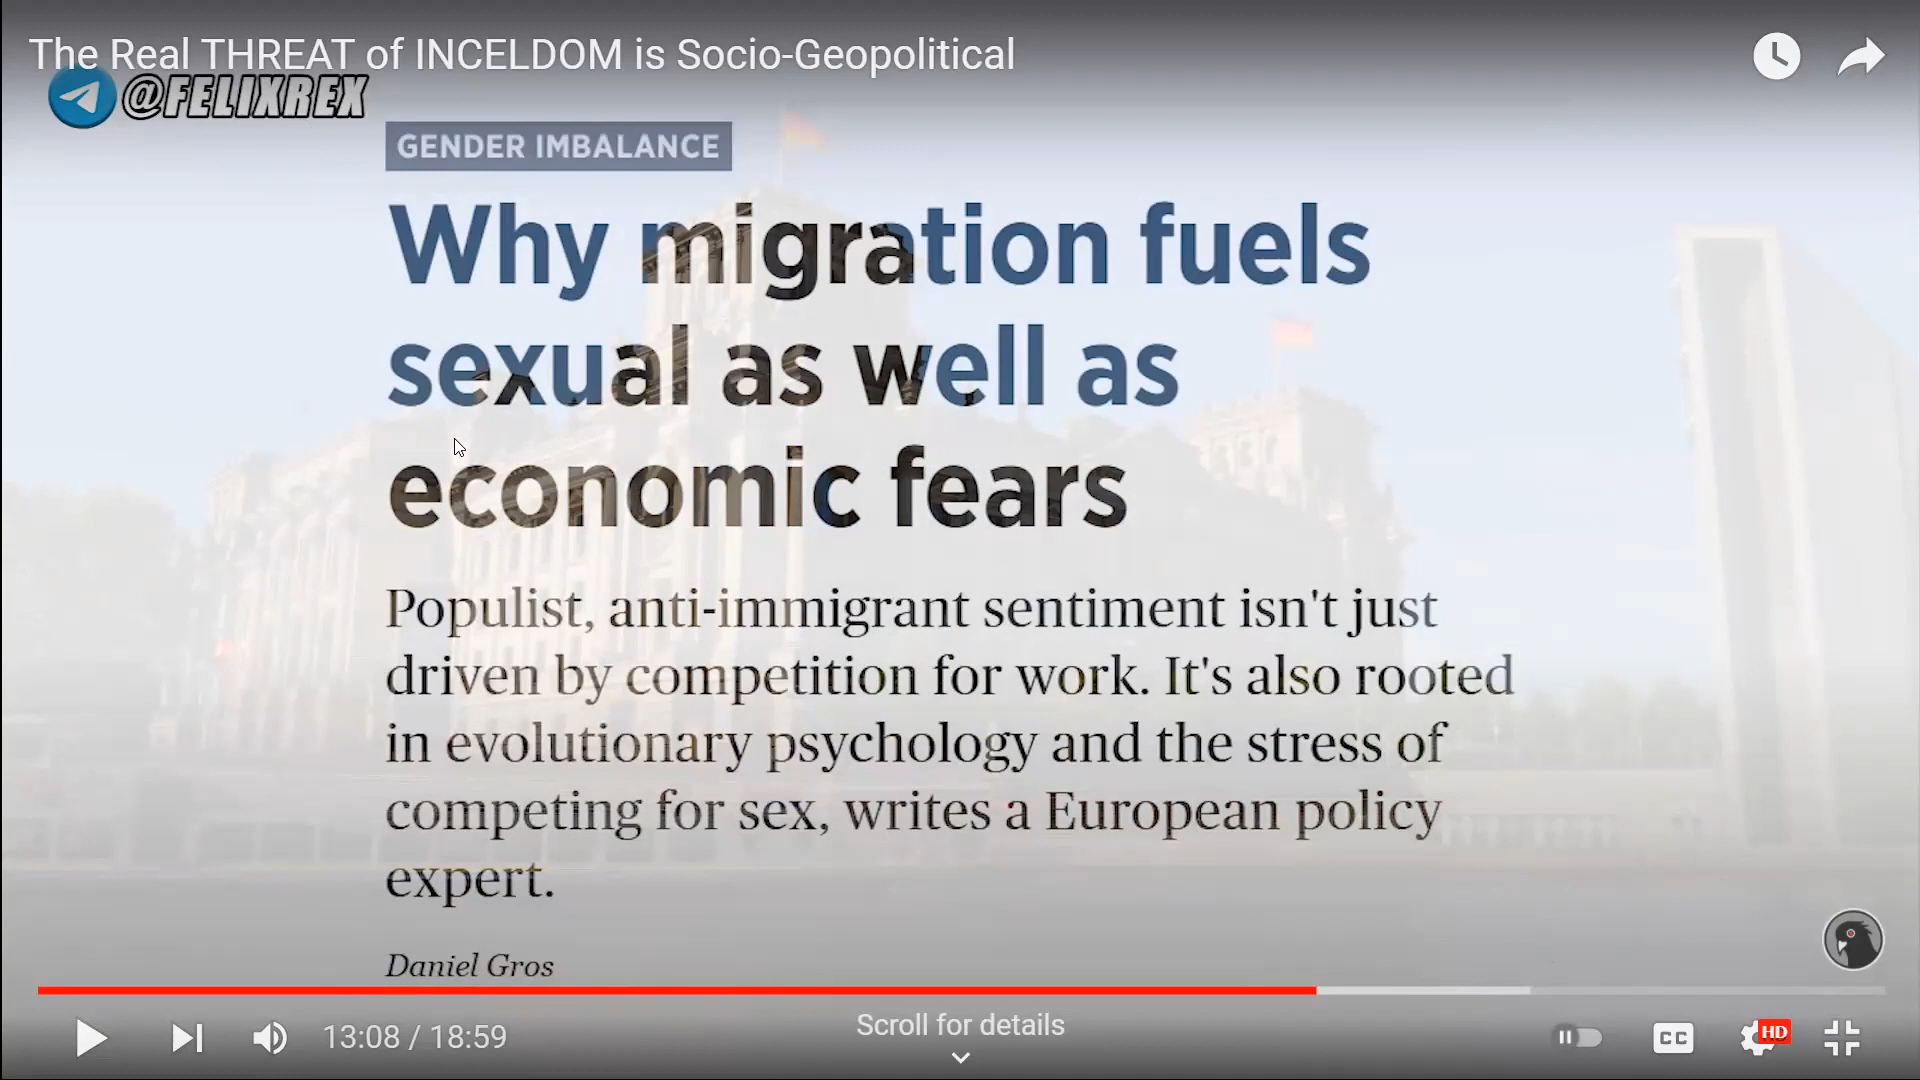 The Real THREAT of INCELDOM is Socio-Geopolitical
@FELIXREX
GENDER IMBALANCE
Why migration fuels
sexual as well as
economic fears
Populist, anti-immigrant sentiment isn't just
driven by competition for work. It's also rooted
in evolutionary psychology and the stress of
competing for sex, writes a European policy
expert.
Daniel Gros
13:08 / 18:59
Scroll for details
CC
HD